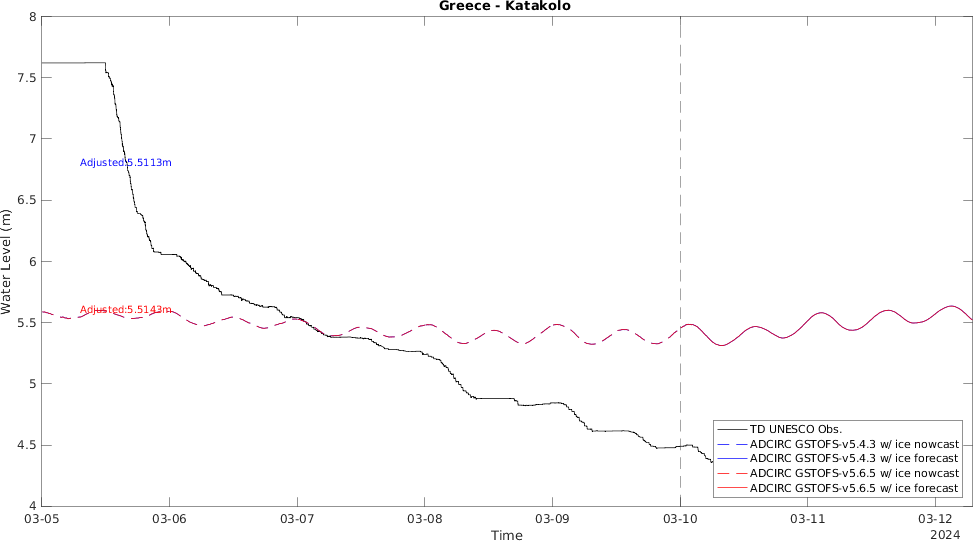 Greece - Katakolo
8
7.5
7
6.5
6
5.5
5
4.5
4
Water Level (m)
Adjusted:5.5113m
Adjusted:5.5143m
TD UNESCO Obs.
ADCIRC GSTOFS-v5.4.3 w/ ice nowcast
ADCIRC GSTOFS-v5.4.3 w/ ice forecast
ADCIRC GSTOFS-v5.6.5 w/ ice nowcast
ADCIRC GSTOFS-v5.6.5 w/ ice forecast
03-05 03-06 03-07 03-08 03-09 03-10 03-11 03-12
Time
2024